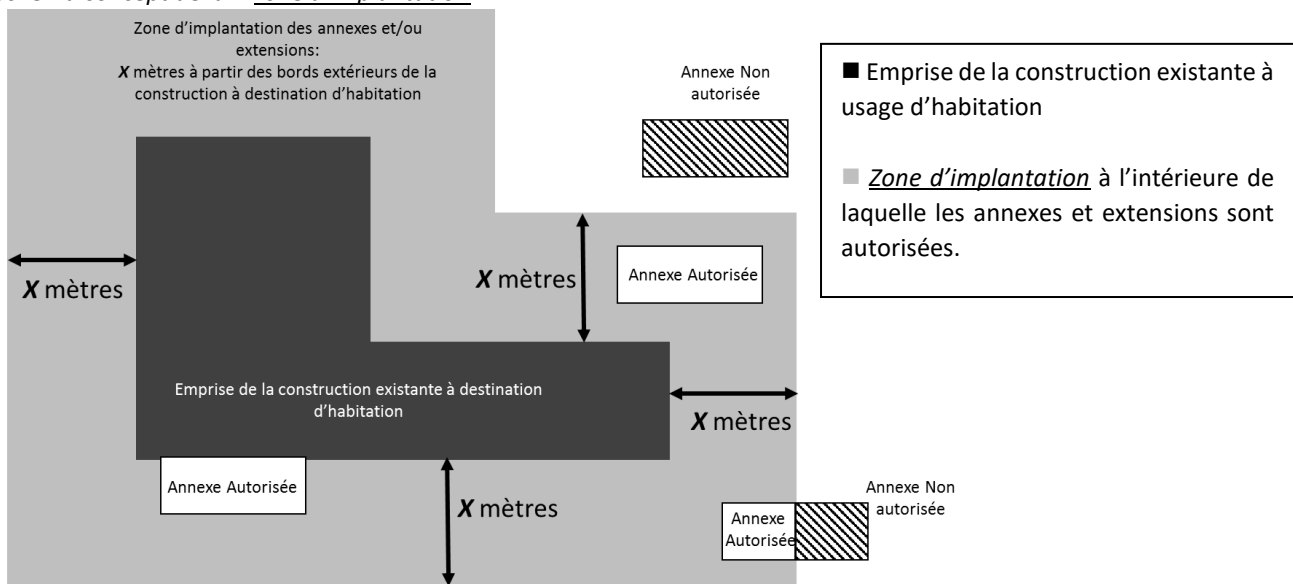 Zone d’implantation des annexes et/ou
extensions:
X mètres à partir des bords extérieurs de la
construction à destination d’habitation
Annexe Non
autorisée
■ Emprise de la construction existante à
usage d’habitation
■ Zone d’implantation à l’intérieure de
laquelle les annexes et extensions sont
autorisées.
X mètres
X mètres
Annexe Autorisée
Emprise de la construction existante à destination
d’habitation
X mètres
Annexe Autorisée
X mètres
Annexe
Autorisée
Annexe Non
autorisée